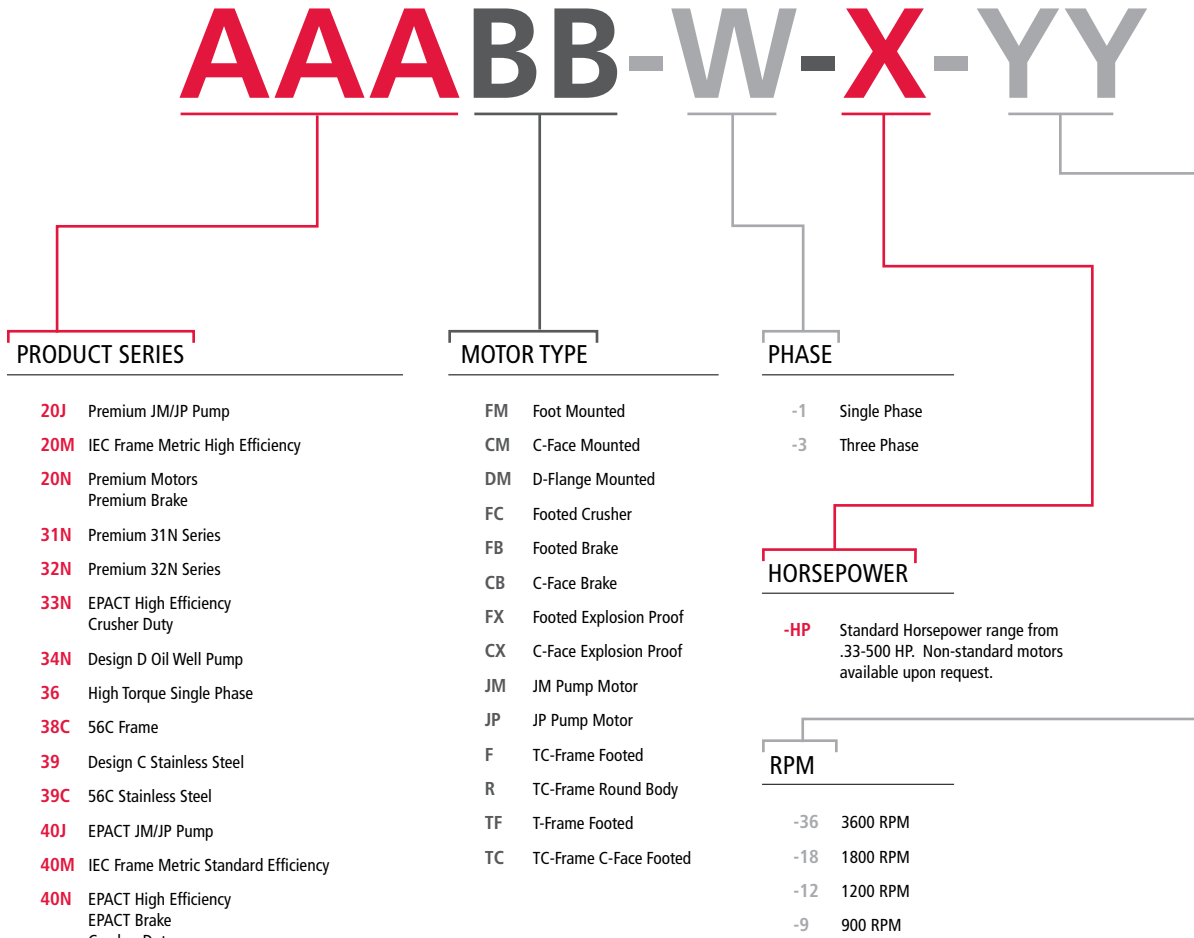 AAABB-W-X-YY
PRODUCT SERIES
20J Premium JM/JP Pump
20M IEC Frame Metric High Efficiency
20N Premium Motors
Premium Brake
31N Premium 31N Series
32N Premium 32N Series
33N EPACT High Efficiency
Crusher Duty
34N Design D Oil Well Pump
36 High Torque Single Phase
38C 56C Frame
39 Design C Stainless Steel
39C 56C Stainless Steel
40J EPACT JM/JP Pump
40M IEC Frame Metric Standard Efficiency
40N EPACT High Efficiency
EPACT Brake
MOTOR TYPE
FM Foot Mounted
CM C-Face Mounted
DM D-Flange Mounted
FC Footed Crusher
FB Footed Brake
CB C-Face Brake
FX Footed Explosion Proof
CX C-Face Explosion Proof
JM JM Pump Motor
JP JP Pump Motor
F TC-Frame Footed
R TC-Frame Round Body
TF T-Frame Footed
TC TC-Frame C-Face Footed
PHASE
-1 Single Phase
-3 Three Phase
HORSEPOWER
-HP Standard Horsepower range from
.33-500 HP. Non-standard motors
available upon request.
RPM
-36 3600 RPM
-18 1800 RPM
-12 1200 RPM
-9 900 RPM